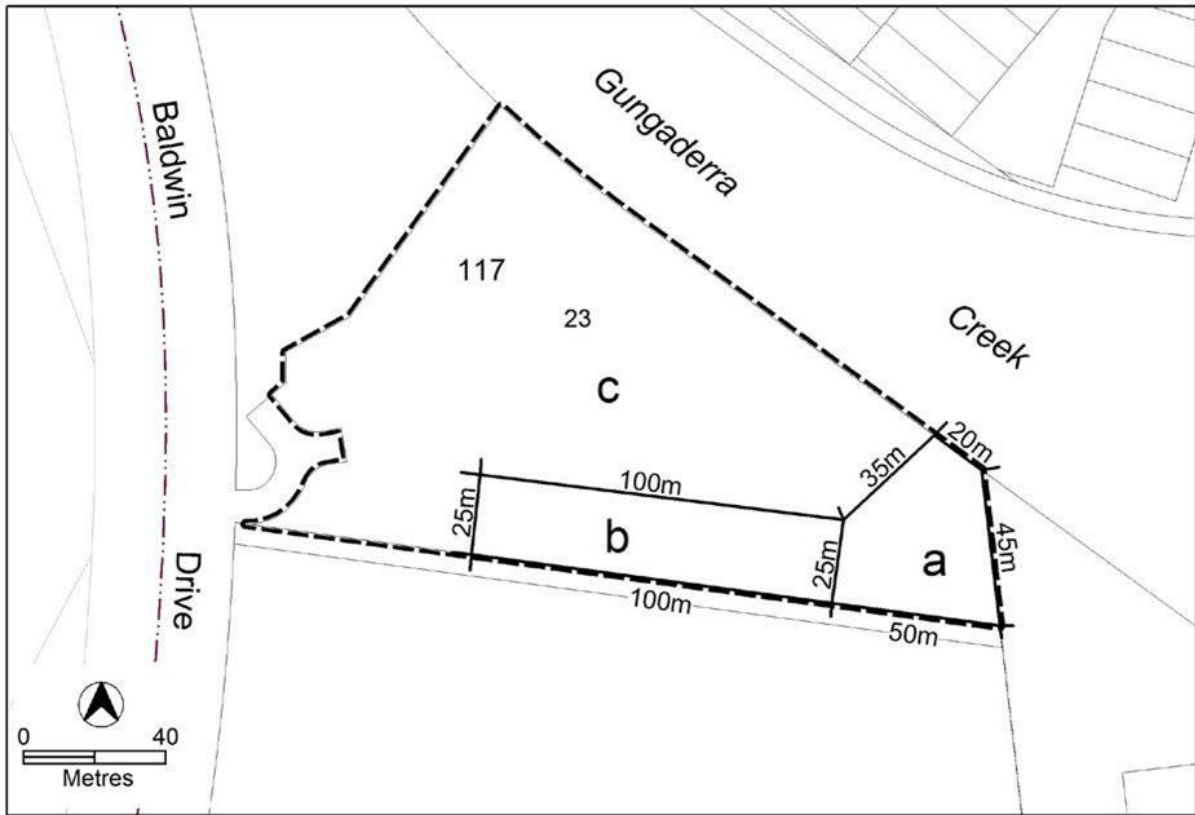 Baldwin
Drive
Gungaderra
Creek
117
23
c
20m
35m
45m
100m
25m
b
25m
a
100m
50m
0 40
Metres